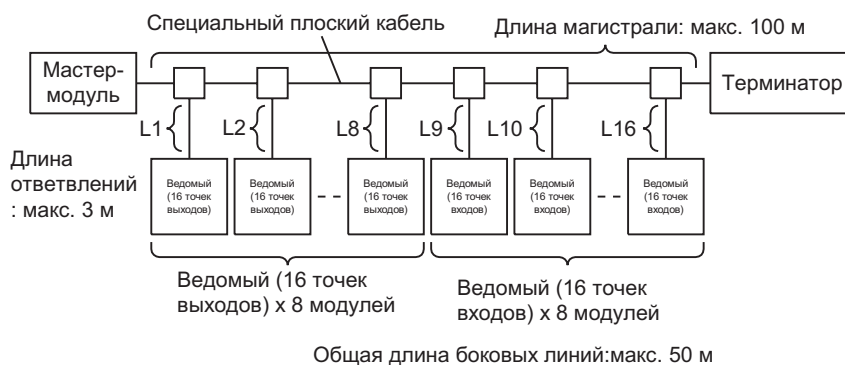 Специальный плоский кабель
Длина магистрали: макс. 100 м
Мастер-
модуль
Терминатор
L1
L2
L8
L9
L10
L16
Длина
ответвлений
: макс. 3 м
Ведомый
(16 точек
выходов)
Ведомый
(16 точек
выходов)
Ведомый
(16 точек
выходов)
Ведомый
(16 точек
входов)
Ведомый
(16 точек
входов)
Ведомый
(16 точек
входов)
Ведомый (16 точек
выходов) x 8 модулей
Ведомый (16 точек
входов) x 8 модулей
Общая длина боковых линий:макс. 50 м